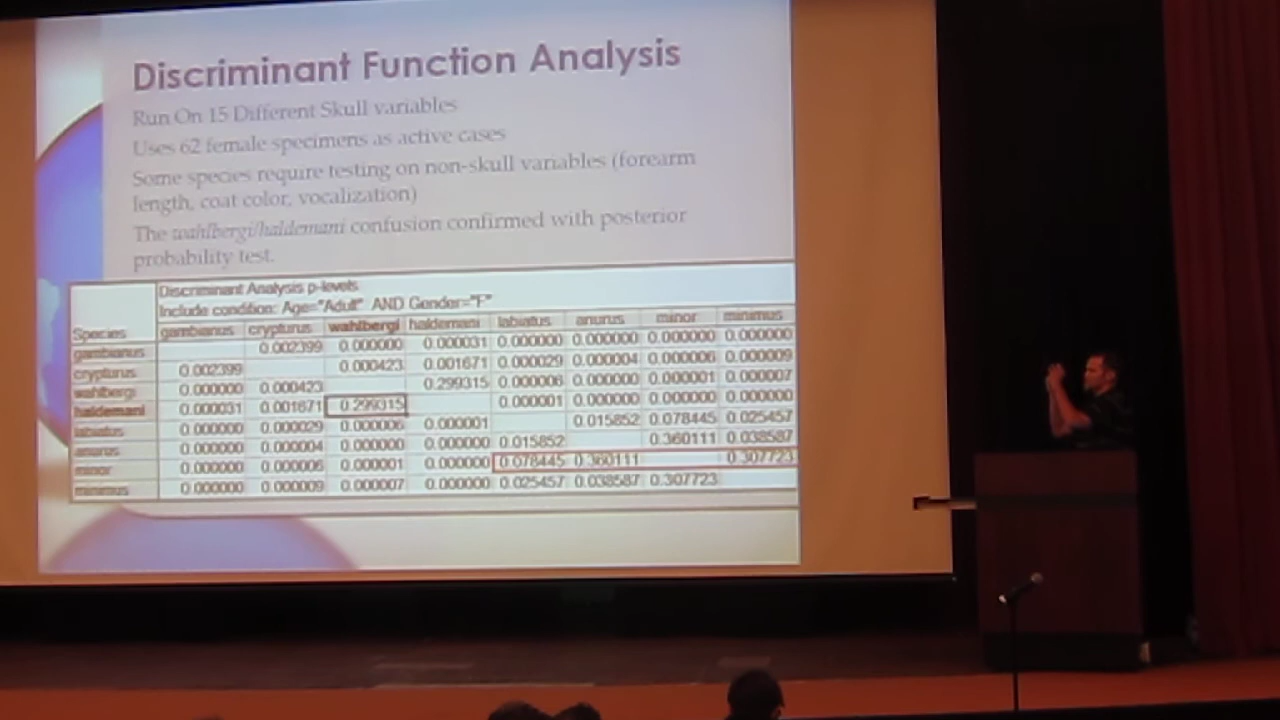 Discriminant Function Analysis
Run On 15 Different Skull variables
Uses 62 female specimens as active cases
Some species require testing on non-skull variables (forearm
length, coat color, vocalization)
The wahlbergi/haldemani confusion confirmed with posterior
probability test.
Discriminant Analysis p-levels
Include condition: Age="Adult" AND Gender="F"
Species gambianus crypturus wahlbergi haldemani labiatus anurus minor minimus
gambianus 0.002399 0.000000 0.000031 0.000000 0.000000 0.000000 0.000000
crypturus 0.002399 0.000423 0.001671 0.000029 0.000004 0.000006 0.000009
wahlbergi 0.000000 0.000423 0.299315 0.000006 0.000000 0.000001 0.000007
haldemani 0.000031 0.001671 0.299315 0.000001 0.000000 0.000000 0.000000
labiatus 0.000000 0.000029 0.000006 0.000001 0.015852 0.078445 0.025457
anurus 0.000000 0.000004 0.000000 0.000000 0.015852 0.360111 0.038587
minor 0.000000 0.000006 0.000001 0.000000 0.078445 0.360111 0.307723
minimus 0.000000 0.000009 0.000007 0.000000 0.025457 0.038587 0.307723